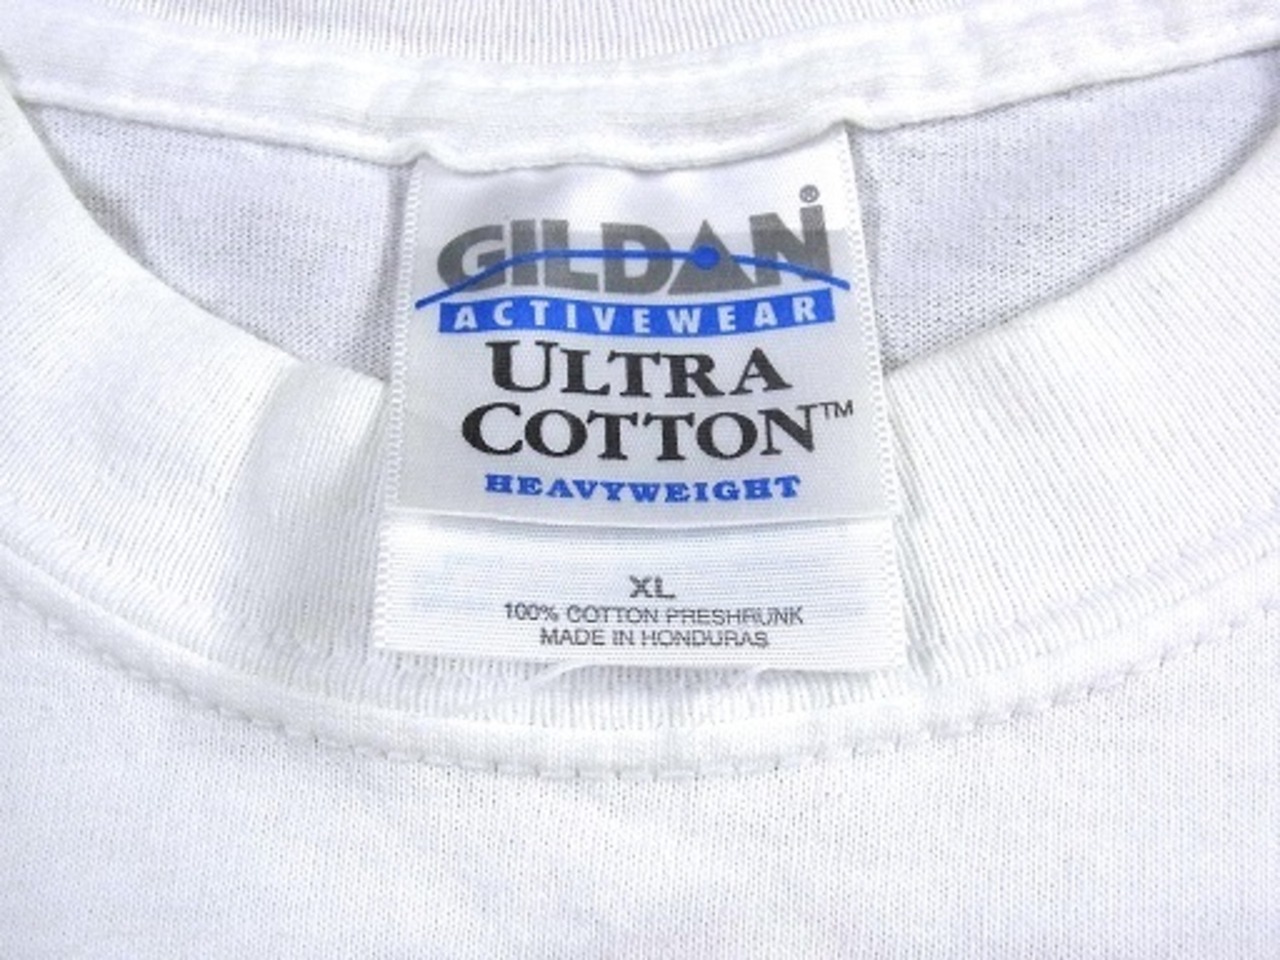 GILDAN®
ACTIVEWEAR
ULTRA
COTTON™
HEAVYWEIGHT
XL
100% COTTON PRESHRUNK
MADE IN HONDURAS